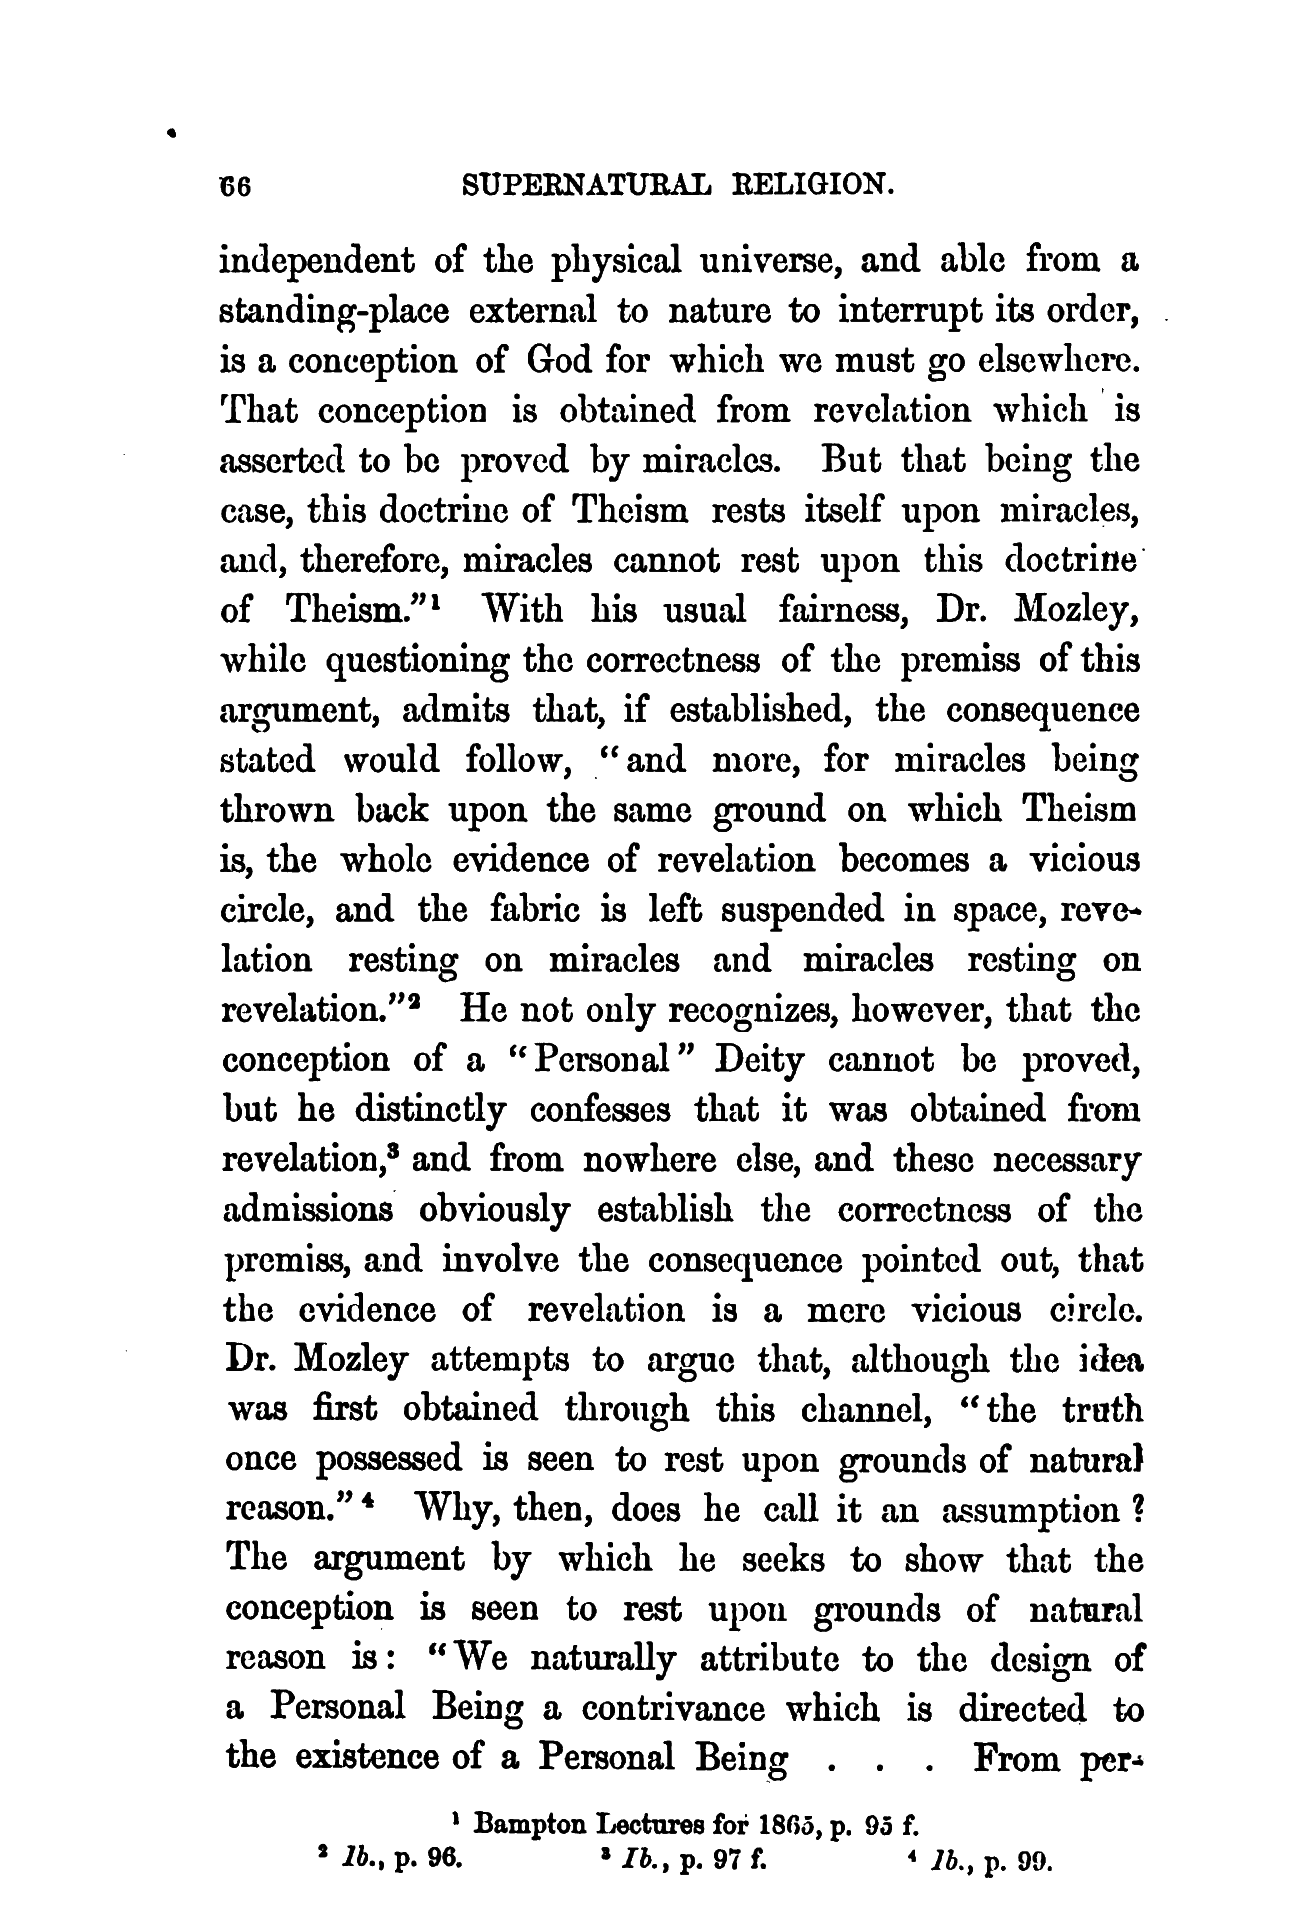 66 SUPERNATURAL RELIGION.
independent of the physical universe, and able from a
standing-place external to nature to interrupt its order,
is a conception of God for which we must go elsewhere.
That conception is obtained from revelation which is
asserted to be proved by miracles. But that being the
case, this doctrine of Theism rests itself upon miracles,
and, therefore, miracles cannot rest upon this doctrine
of Theism.”¹ With his usual fairness, Dr. Mozley,
while questioning the correctness of the premiss of this
argument, admits that, if established, the consequence
stated would follow, “and more, for miracles being
thrown back upon the same ground on which Theism
is, the whole evidence of revelation becomes a vicious
circle, and the fabric is left suspended in space, reve-
lation resting on miracles and miracles resting on
revelation.”² He not only recognizes, however, that the
conception of a “Personal” Deity cannot be proved,
but he distinctly confesses that it was obtained from
revelation,³ and from nowhere else, and these necessary
admissions obviously establish the correctness of the
premiss, and involve the consequence pointed out, that
the evidence of revelation is a mere vicious circle.
Dr. Mozley attempts to argue that, although the idea
was first obtained through this channel, “the truth
once possessed is seen to rest upon grounds of natural
reason.”⁴ Why, then, does he call it an assumption?
The argument by which he seeks to show that the
conception is seen to rest upon grounds of natural
reason is: “We naturally attribute to the design of
a Personal Being a contrivance which is directed to
the existence of a Personal Being . . . From per-
¹ Bampton Lectures for 1865, p. 95 f.
² Ib., p. 96. ³ Ib., p. 97 f. ⁴ Ib., p. 99.